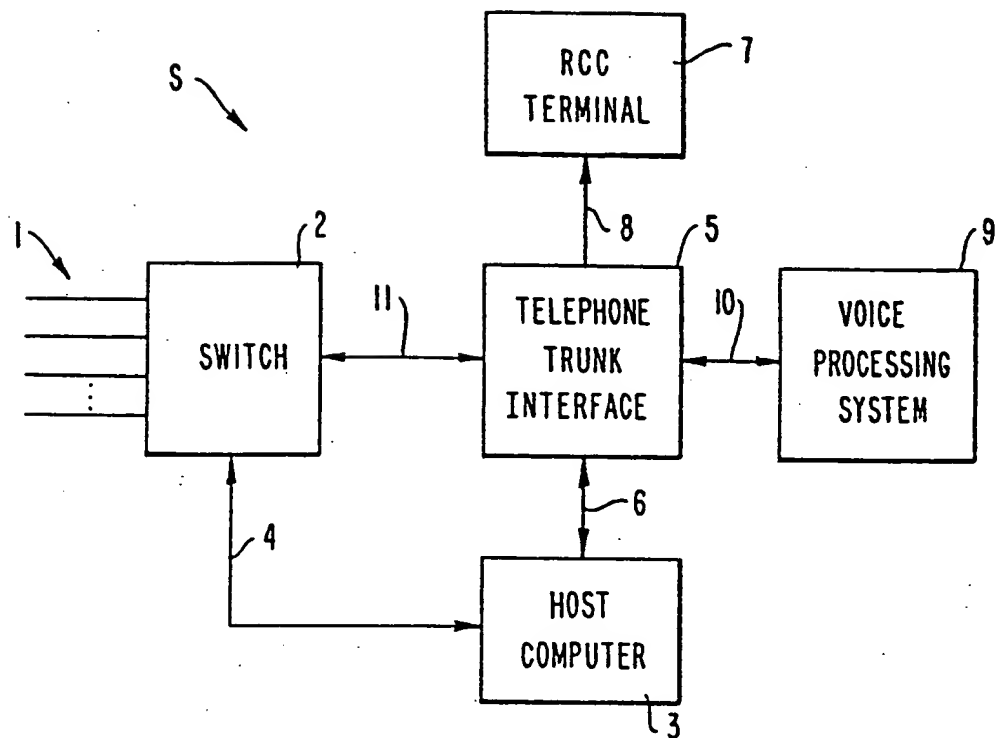 S
RCC
TERMINAL
7
8
1
2
SWITCH
11
5
TELEPHONE
TRUNK
INTERFACE
10
9
VOICE
PROCESSING
SYSTEM
4
6
HOST
COMPUTER
3